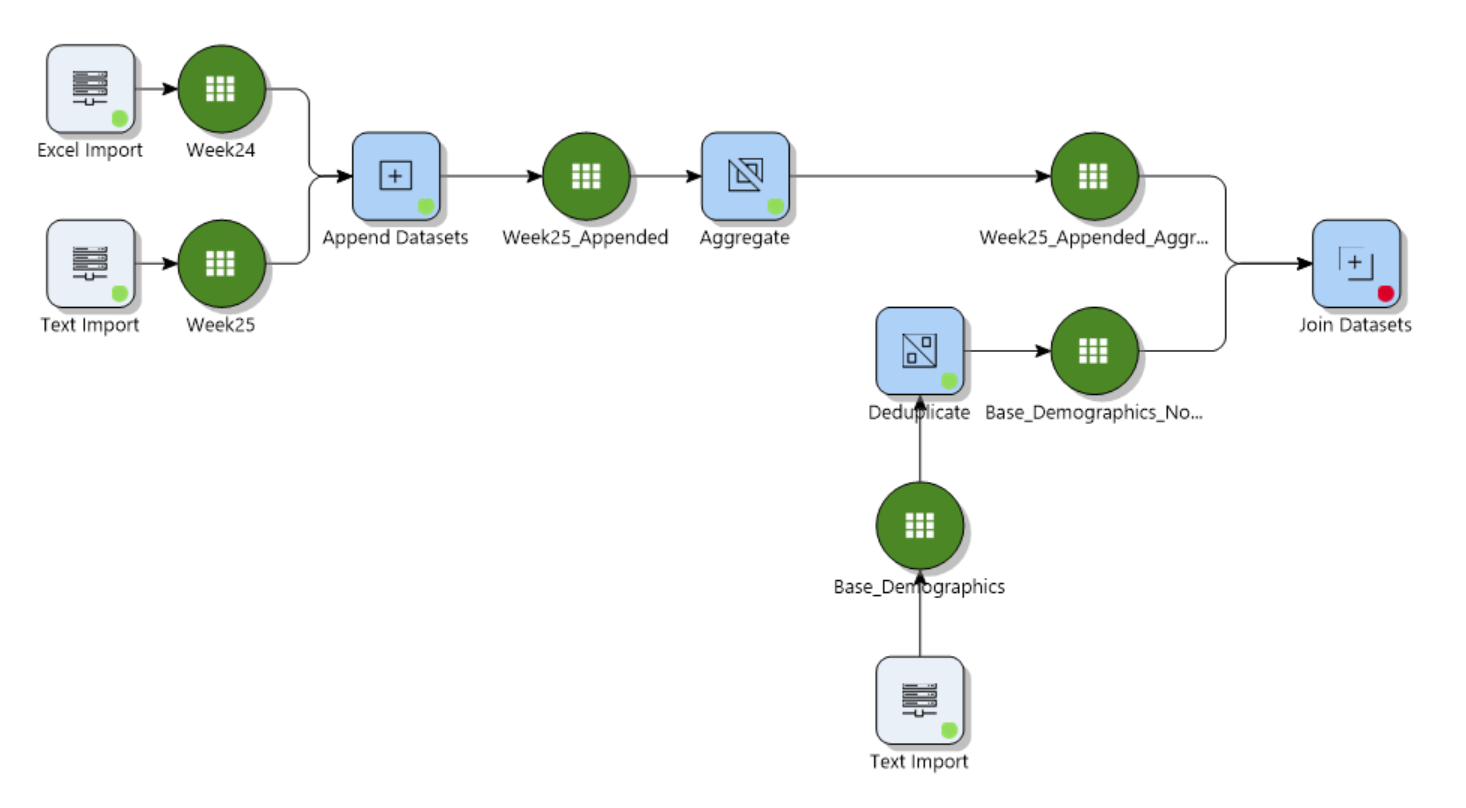 Excel Import
Week24
Append Datasets
Week25_Appended
Aggregate
Week25_Appended_Aggr...
Text Import
Week25
Join Datasets
Deduplicate
Base_Demographics_No...
Base_Demographics
Text Import